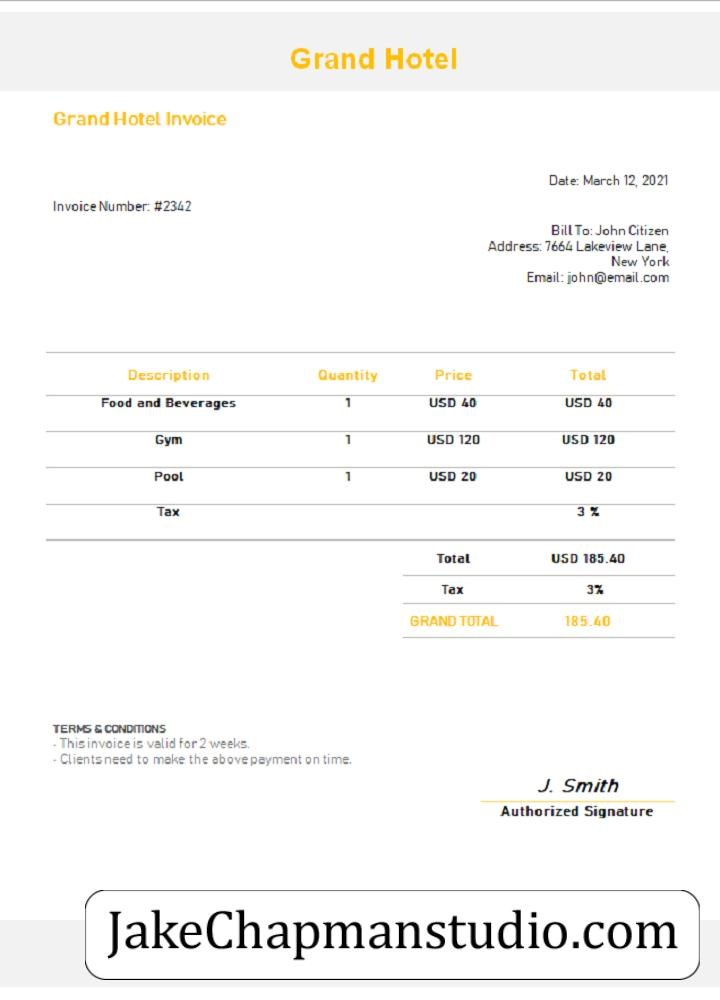 Grand Hotel
Grand Hotel Invoice
Date: March 12, 2021
Invoice Number: #2342
Bill To: John Citizen
Address: 7664 Lakeview Lane,
New York
Email: john@email.com
Description Quantity Price Total
Food and Beverages 1 USD 40 USD 40
Gym 1 USD 120 USD 120
Pool 1 USD 20 USD 20
Tax 3 %
Total USD 185.40
Tax 3%
GRAND TOTAL 185.40
TERMS & CONDITIONS
- This invoice is valid for 2 weeks.
- Clients need to make the above payment on time.
J. Smith
Authorized Signature
JakeChapmanstudio.com